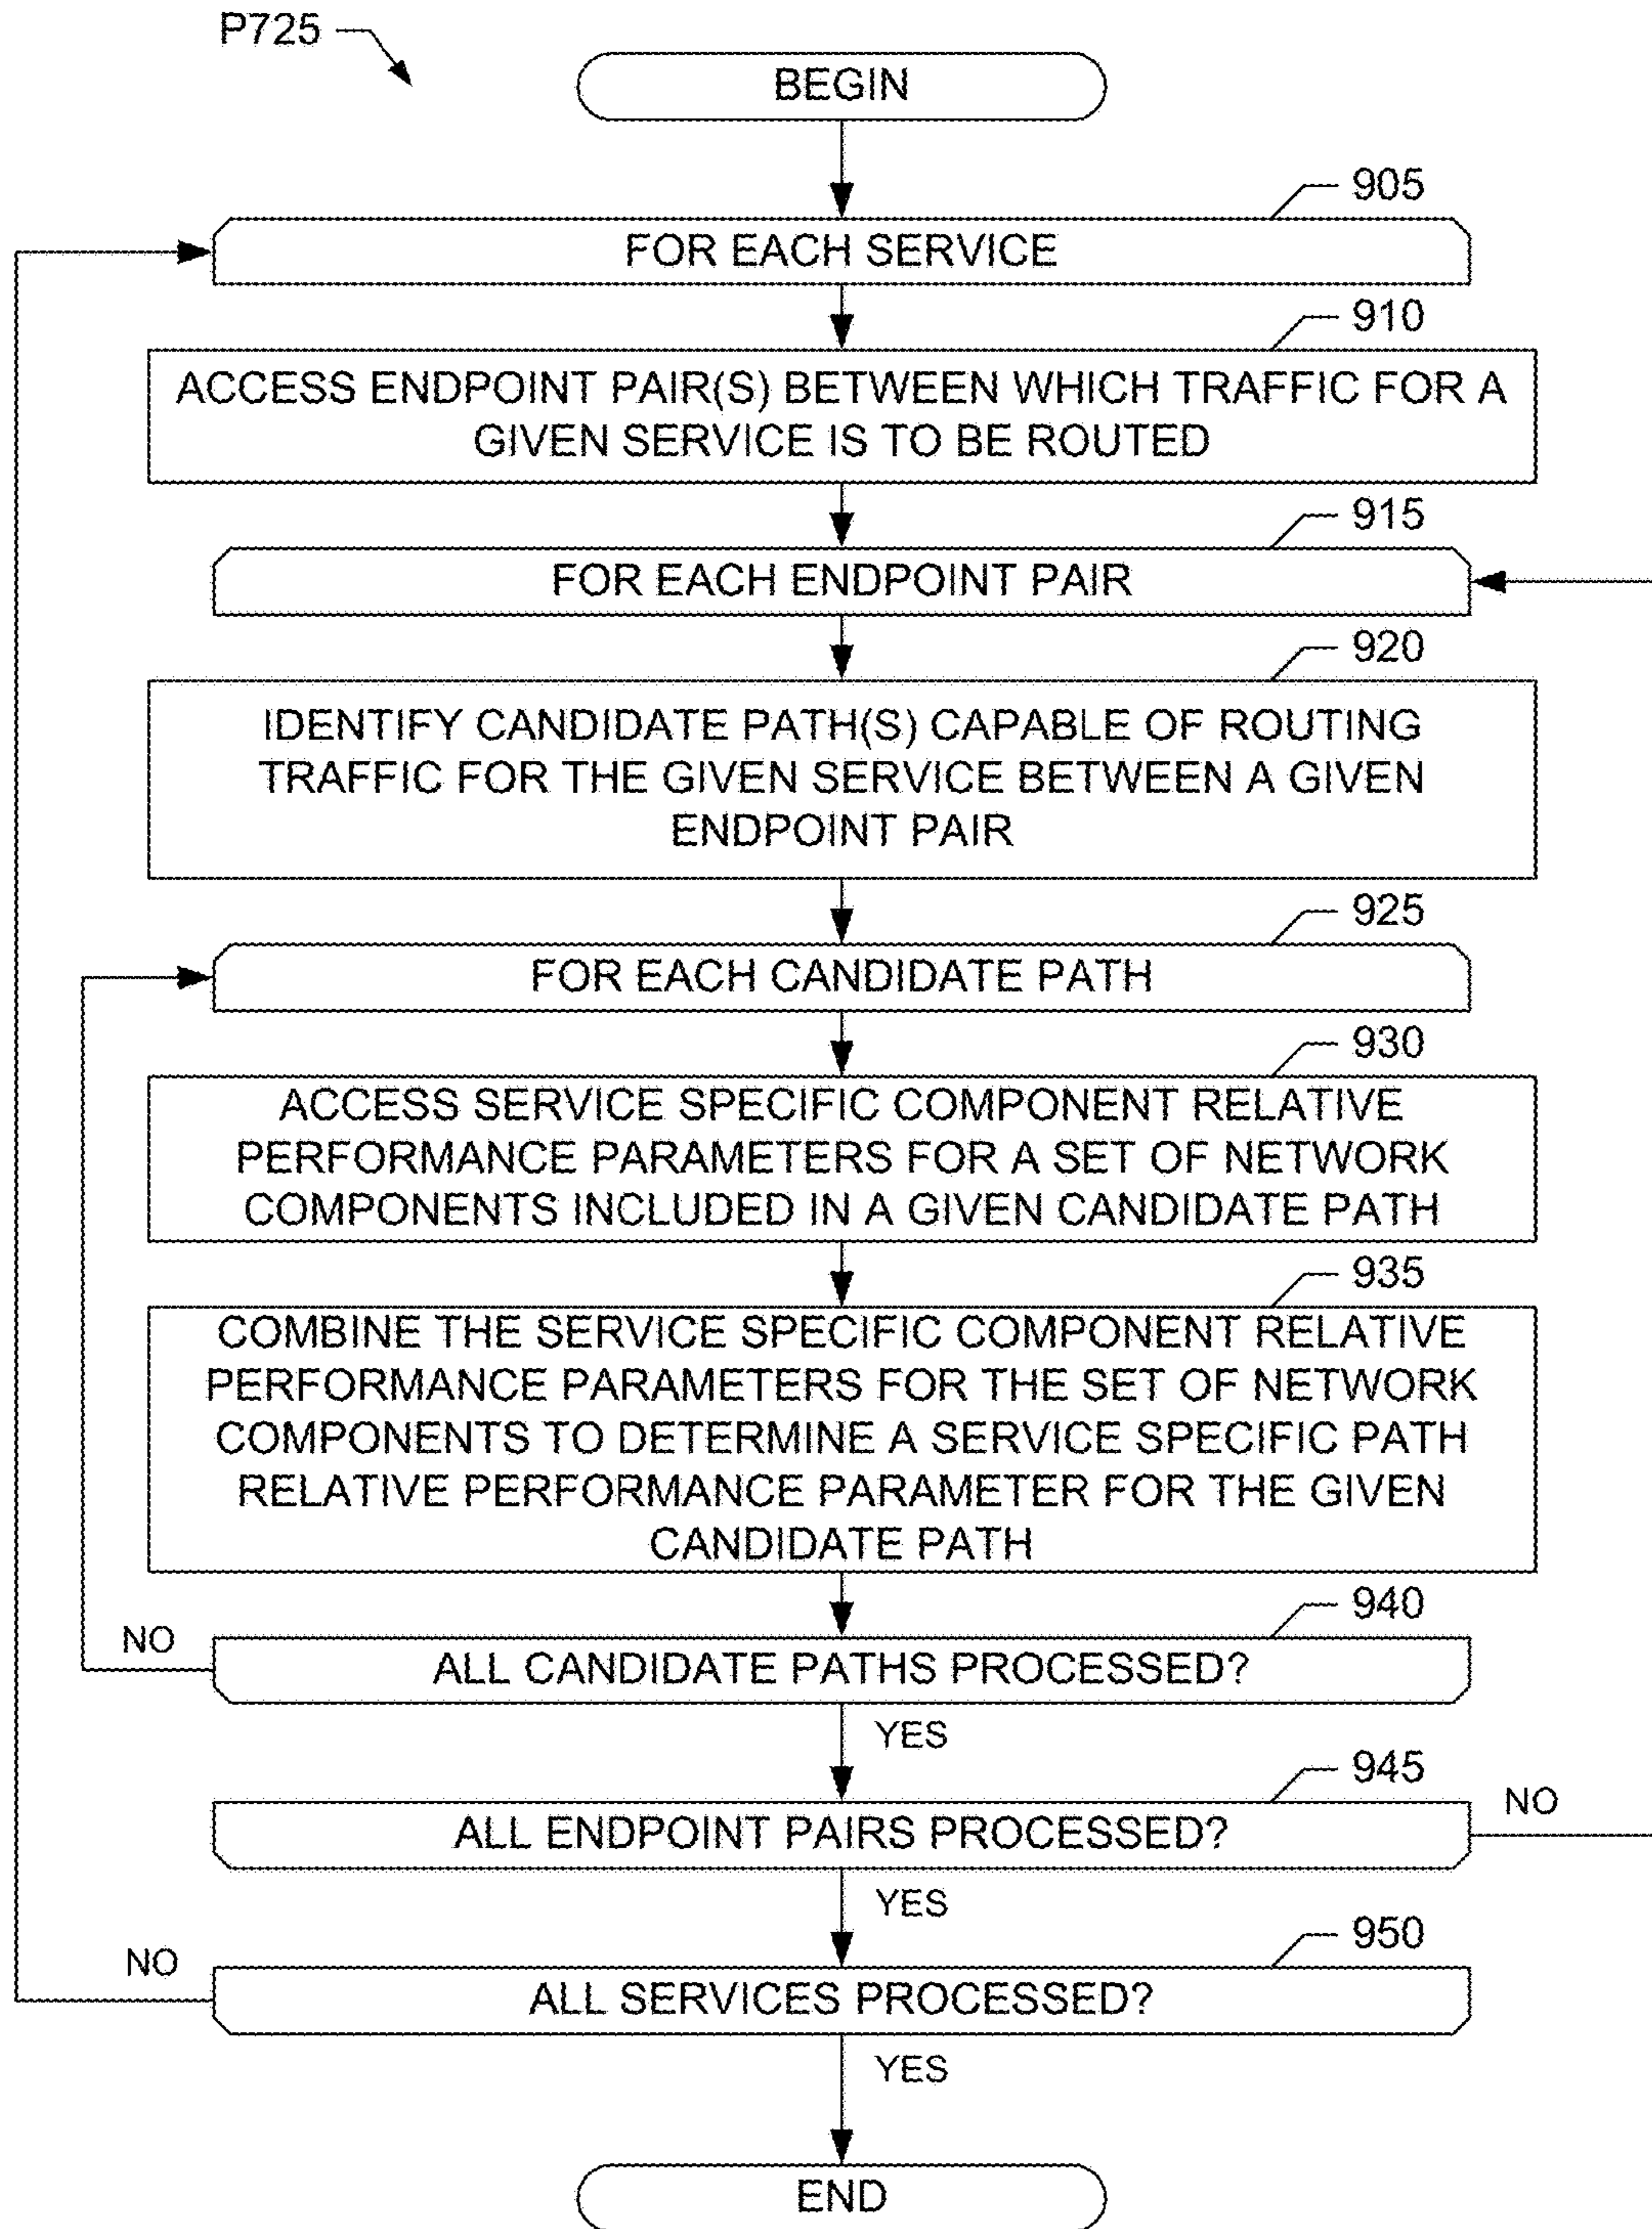 P725
BEGIN
905
FOR EACH SERVICE
910
ACCESS ENDPOINT PAIR(S) BETWEEN WHICH TRAFFIC FOR A
GIVEN SERVICE IS TO BE ROUTED
915
FOR EACH ENDPOINT PAIR
920
IDENTIFY CANDIDATE PATH(S) CAPABLE OF ROUTING
TRAFFIC FOR THE GIVEN SERVICE BETWEEN A GIVEN
ENDPOINT PAIR
925
FOR EACH CANDIDATE PATH
930
ACCESS SERVICE SPECIFIC COMPONENT RELATIVE
PERFORMANCE PARAMETERS FOR A SET OF NETWORK
COMPONENTS INCLUDED IN A GIVEN CANDIDATE PATH
935
COMBINE THE SERVICE SPECIFIC COMPONENT RELATIVE
PERFORMANCE PARAMETERS FOR THE SET OF NETWORK
COMPONENTS TO DETERMINE A SERVICE SPECIFIC PATH
RELATIVE PERFORMANCE PARAMETER FOR THE GIVEN
CANDIDATE PATH
940
NO
ALL CANDIDATE PATHS PROCESSED?
YES
945
NO
ALL ENDPOINT PAIRS PROCESSED?
YES
950
NO
ALL SERVICES PROCESSED?
YES
END